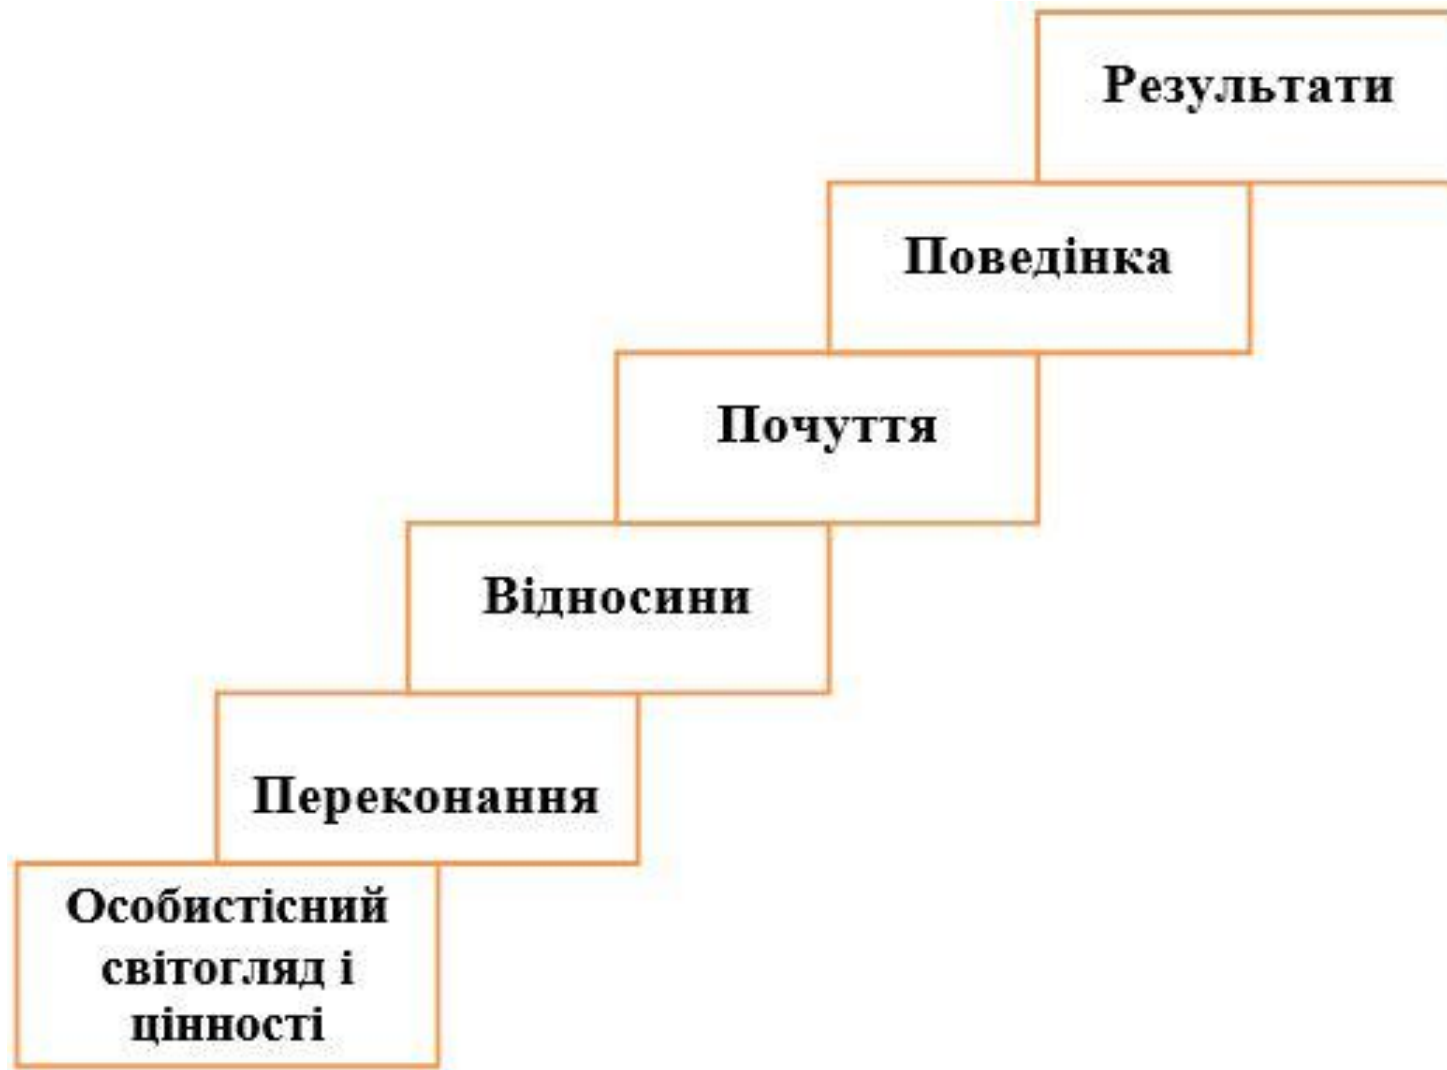 Результати
Поведінка
Почуття
Відносини
Переконання
Особистісний
світогляд і
цінності